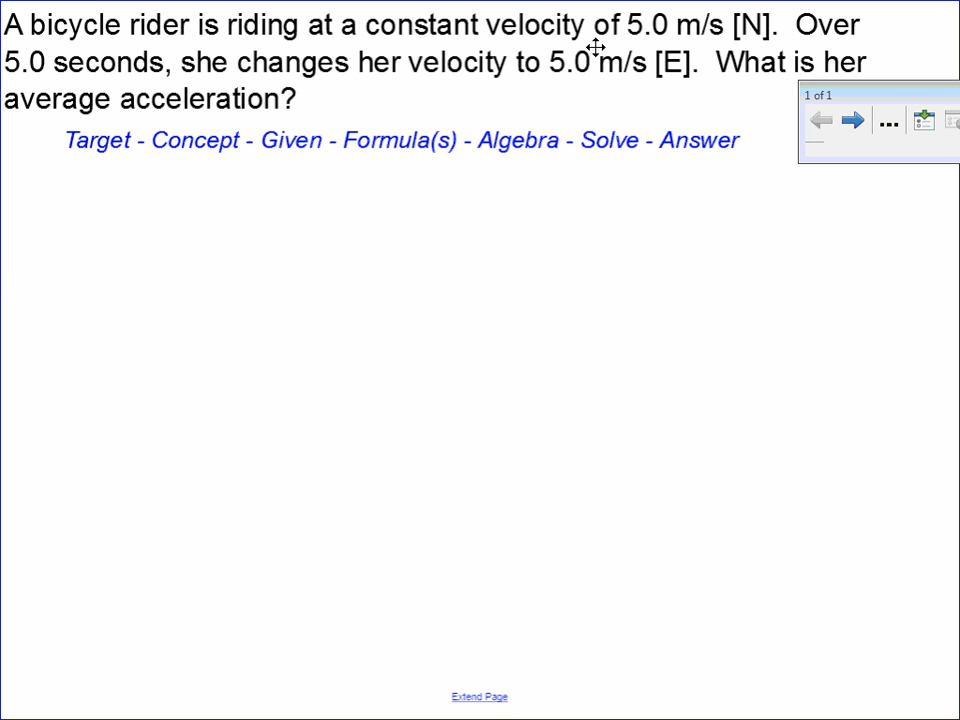 A bicycle rider is riding at a constant velocity of 5.0 m/s [N].  Over
5.0 seconds, she changes her velocity to 5.0 m/s [E].  What is her
average acceleration?
Target - Concept - Given - Formula(s) - Algebra - Solve - Answer
1 of 1
...
Extend Page